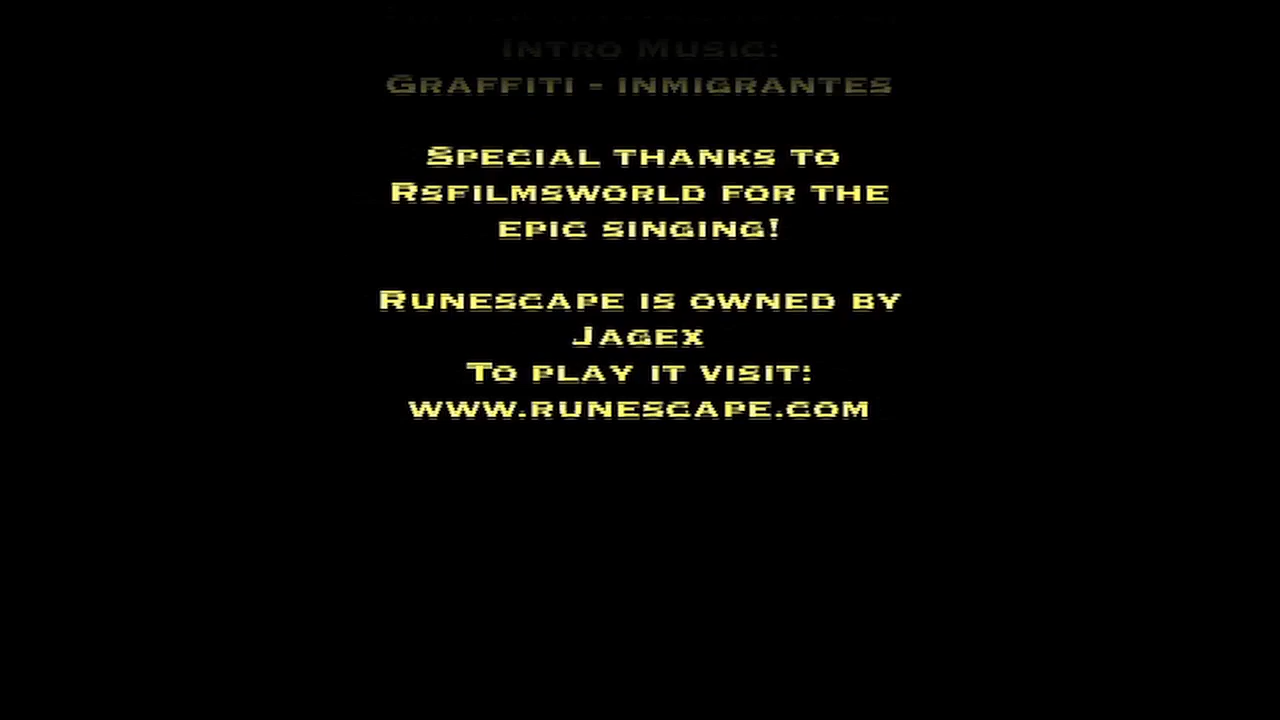 Intro Music:
Graffiti - inmigrantes
Special thanks to
Rsfilmsworld for the
epic singing!
Runescape is owned by
Jagex
To play it visit:
www.runescape.com